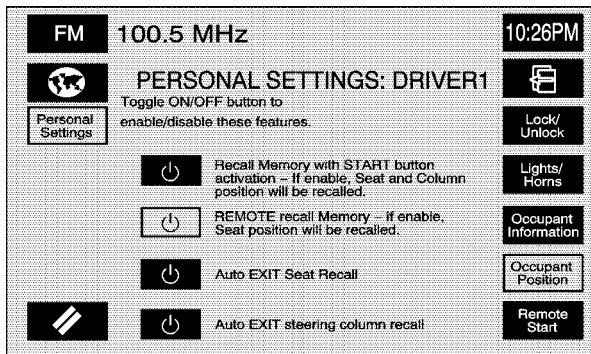 FM
100.5 MHz
10:26PM
PERSONAL SETTINGS: DRIVER1
Toggle ON/OFF button to
enable/disable these features.
Personal
Settings
Lock/
Unlock
Recall Memory with START button
activation – If enable, Seat and Column
position will be recalled.
Lights/
Horns
REMOTE recall Memory – if enable,
Seat position will be recalled.
Occupant
Information
Auto EXIT Seat Recall
Occupant
Position
Auto EXIT steering column recall
Remote
Start